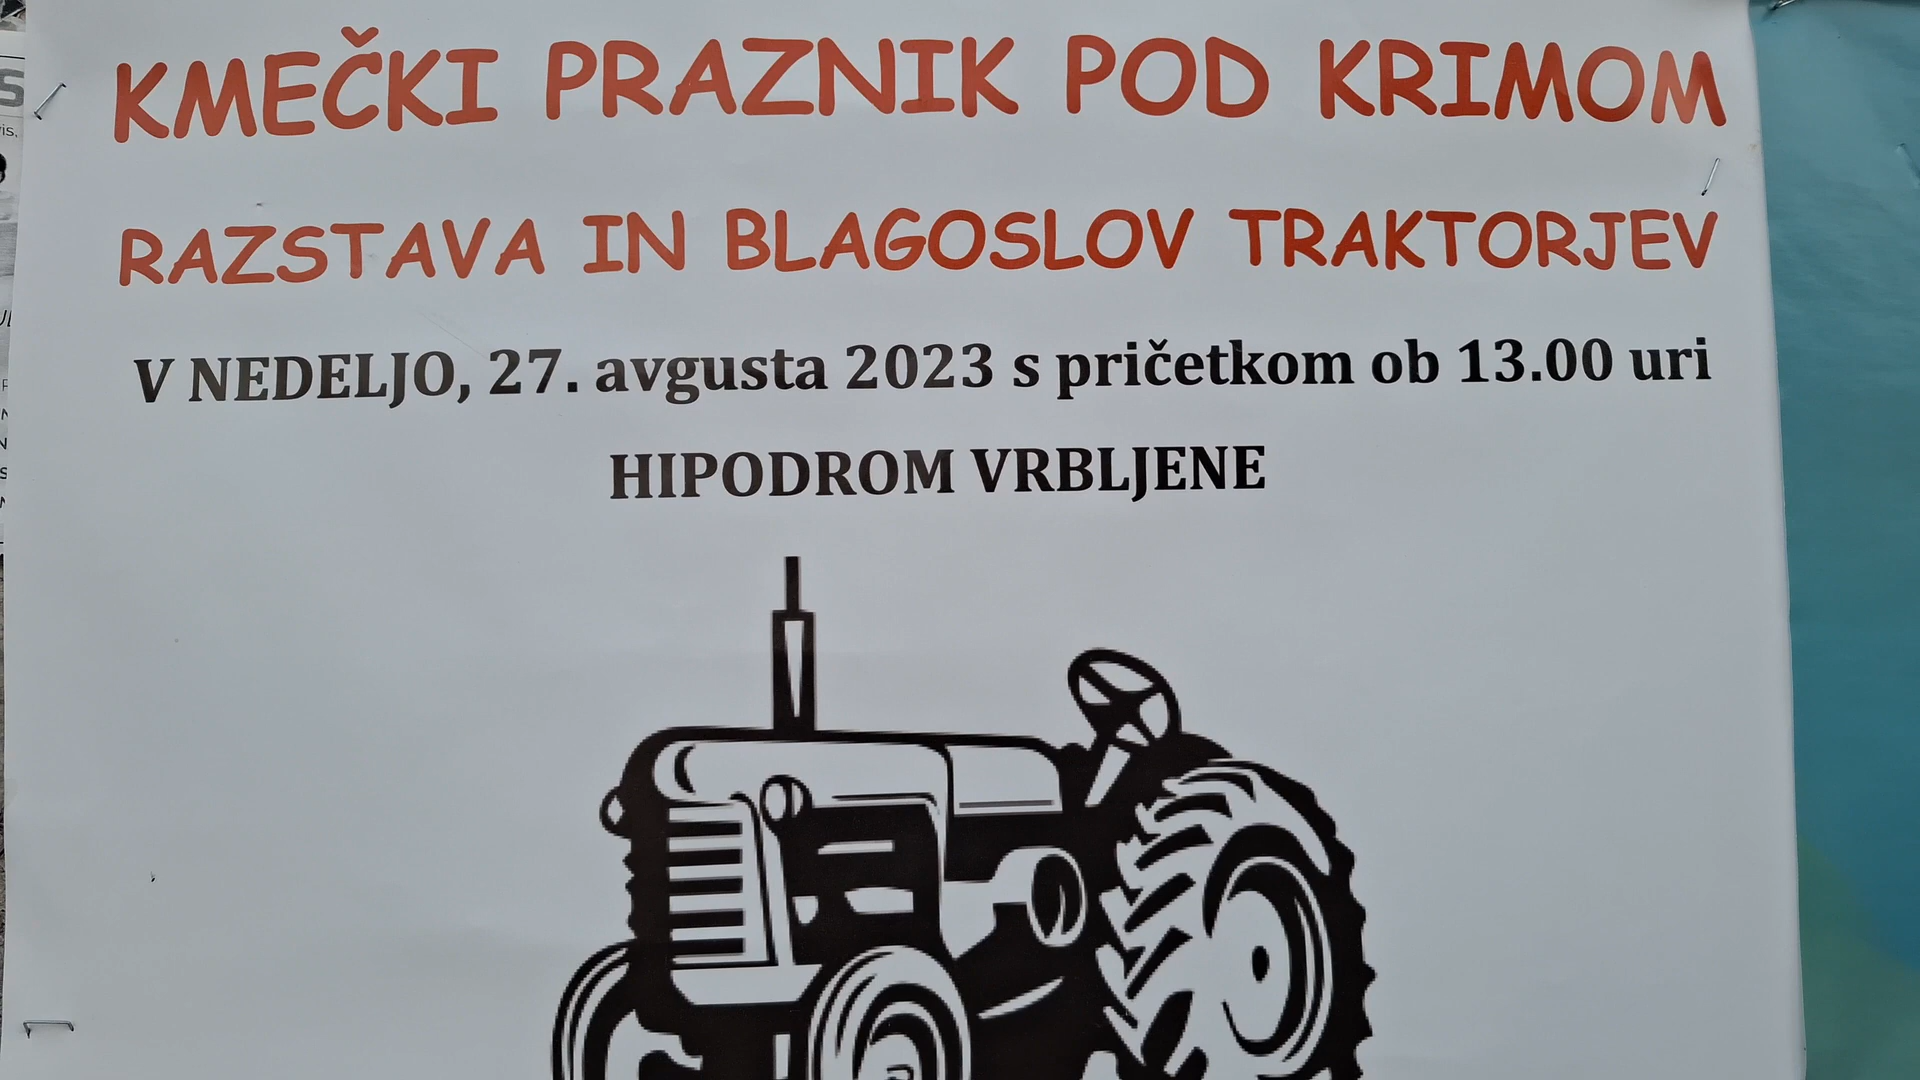 KMEČKI PRAZNIK POD KRIMOM
RAZSTAVA IN BLAGOSLOV TRAKTORJEV
V NEDELJO, 27. avgusta 2023 s pričetkom ob 13.00 uri
HIPODROM VRBLJENE